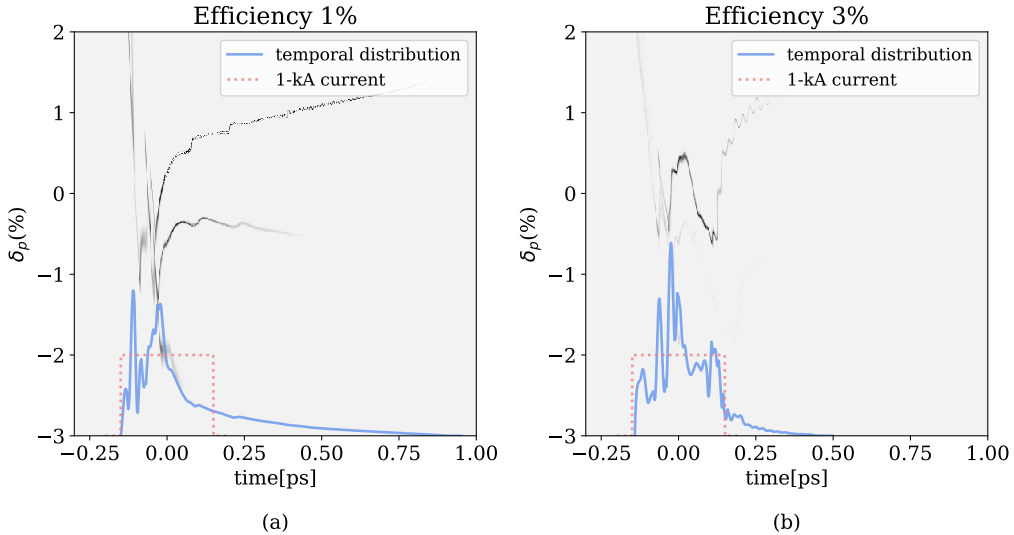 Efficiency 1%
temporal distribution
1-kA current
2
1
0
−1
−2
−3
δp(%)
−0.25 0.00 0.25 0.50 0.75 1.00
time[ps]
(a)
Efficiency 3%
temporal distribution
1-kA current
2
1
0
−1
−2
−3
δp(%)
−0.25 0.00 0.25 0.50 0.75 1.00
time[ps]
(b)